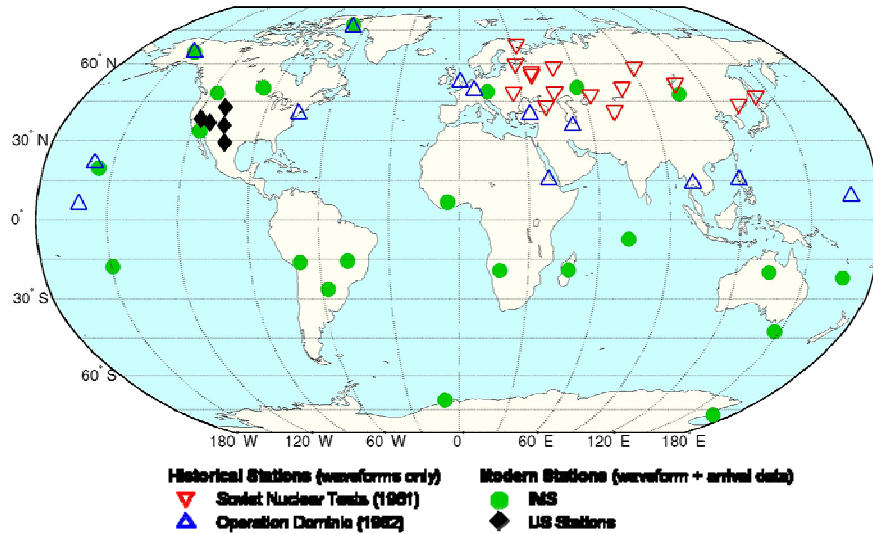 60° N
30° N
0°
30° S
60° S
180° W 120° W 60° W 0° 60° E 120° E 180° E
Historical Stations (waveforms only)
Soviet Nuclear Tests (1961)
Operation Dominic (1962)
Modern Stations (waveform + arrival data)
IMS
US Stations